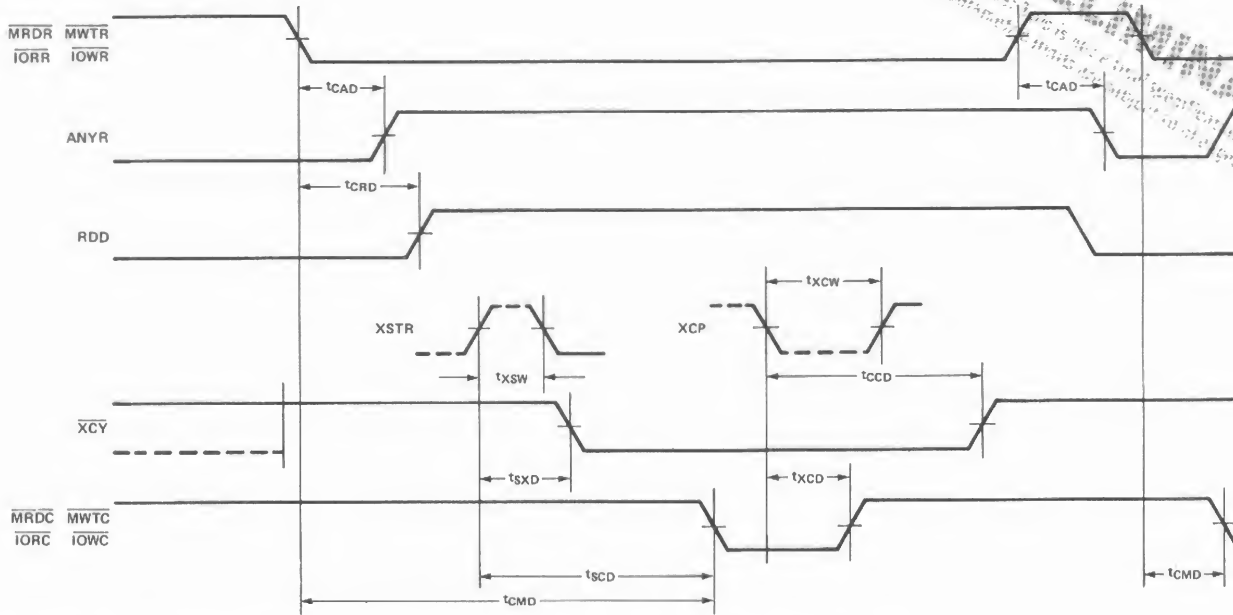 MRDR MWTR
IORR IOWR
tCAD
tCAD
ANYR
tCRD
RDD
tXCW
XSTR
XCP
tXSW
tCCD
XCY
tSXD
tXCD
MRDC MWTC
IORC IOWC
tSCD
tCMD
tCMD